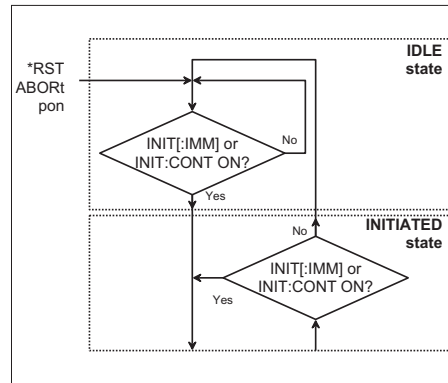 IDLE
state
*RST
ABORt
pon
INIT[:IMM] or
INIT:CONT ON?
No
Yes
INITIATED
state
No
INIT[:IMM] or
INIT:CONT ON?
Yes